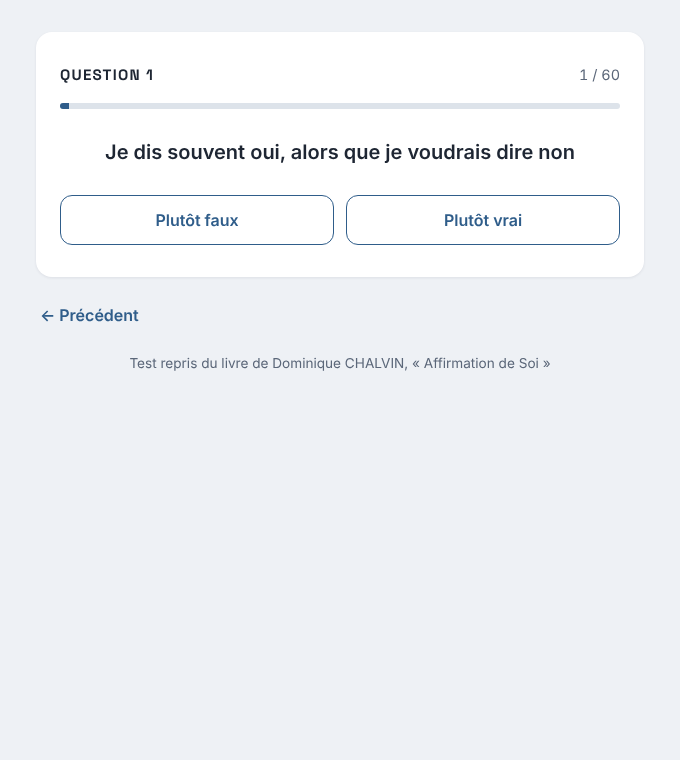 QUESTION 1
1 / 60
Je dis souvent oui, alors que je voudrais dire non
Plutôt faux
Plutôt vrai
← Précédent
Test repris du livre de Dominique CHALVIN, « Affirmation de Soi »